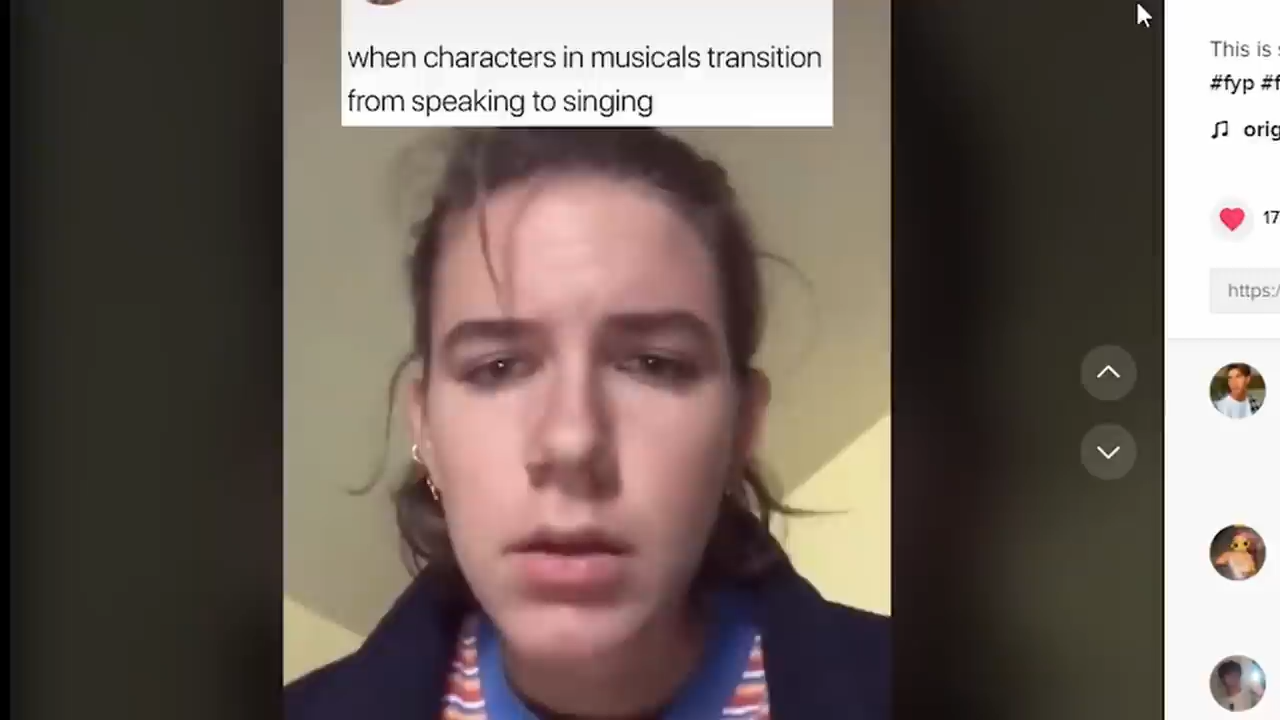 when characters in musicals transition
from speaking to singing
This is
#fyp
orig
17
https:/